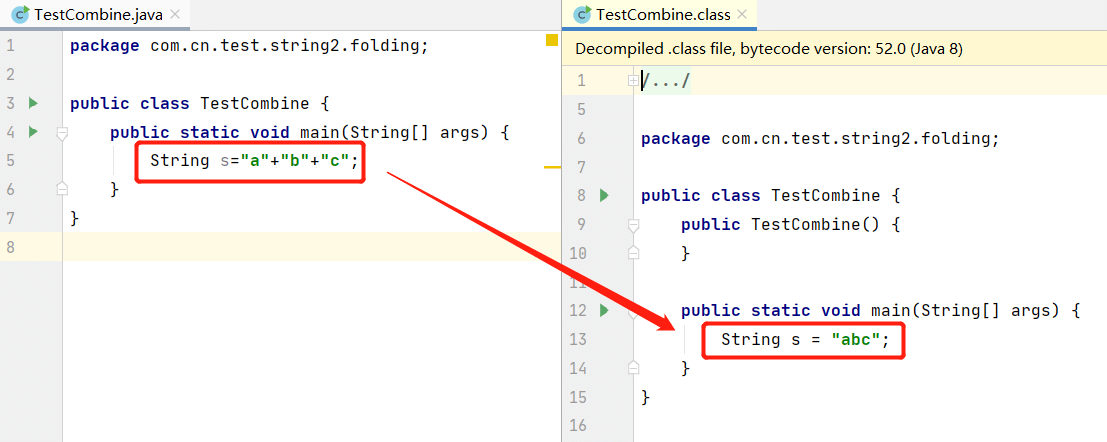 TestCombine.java
1 package com.cn.test.string2.folding;
2
3 public class TestCombine {
4 public static void main(String[] args) {
5 String s="a"+"b"+"c";
6 }
7 }
8
TestCombine.class
Decompiled .class file, bytecode version: 52.0 (Java 8)
1 /.../
5
6 package com.cn.test.string2.folding;
7
8 public class TestCombine {
9 public TestCombine() {
10 }
11
12 public static void main(String[] args) {
13 String s = "abc";
14 }
15 }
16